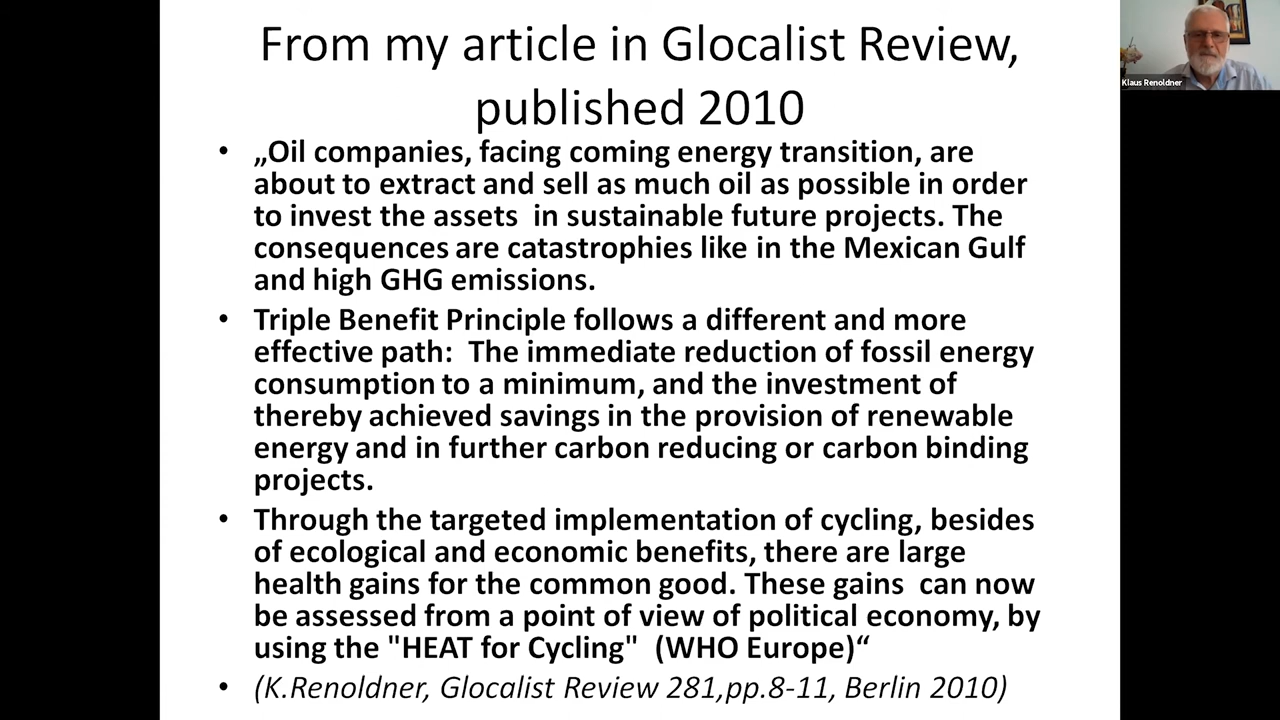 From my article in Glocalist Review,
published 2010
• „Oil companies, facing coming energy transition, are
about to extract and sell as much oil as possible in order
to invest the assets  in sustainable future projects. The
consequences are catastrophies like in the Mexican Gulf
and high GHG emissions.
• Triple Benefit Principle follows a different and more
effective path:  The immediate reduction of fossil energy
consumption to a minimum, and the investment of
thereby achieved savings in the provision of renewable
energy and in further carbon reducing or carbon binding
projects.
• Through the targeted implementation of cycling, besides
of ecological and economic benefits, there are large
health gains for the common good. These gains  can now
be assessed from a point of view of political economy, by
using the "HEAT for Cycling"  (WHO Europe)“
• (K.Renoldner, Glocalist Review 281,pp.8-11, Berlin 2010)
Klaus Renoldner